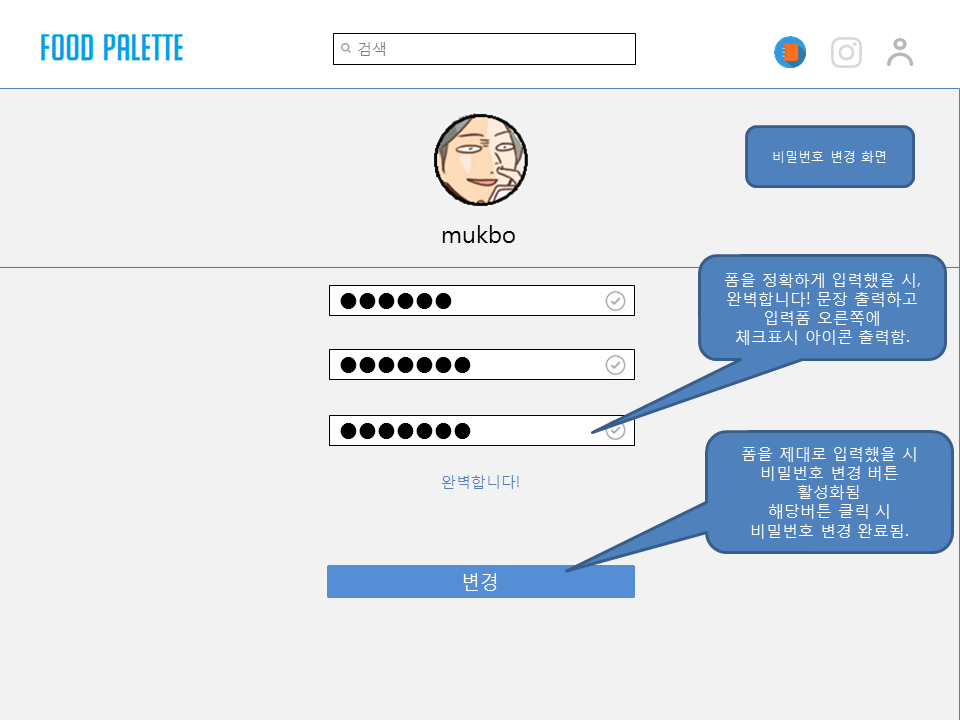 FOOD PALETTE
검색
비밀번호 변경 화면
mukbo
폼을 정확하게 입력했을 시,
완벽합니다! 문장 출력하고
입력폼 오른쪽에
체크표시 아이콘 출력함.
●●●●●●
●●●●●●●
●●●●●●●
완벽합니다!
폼을 제대로 입력했을 시
비밀번호 변경 버튼
활성화됨
해당버튼 클릭 시
비밀번호 변경 완료됨.
변경